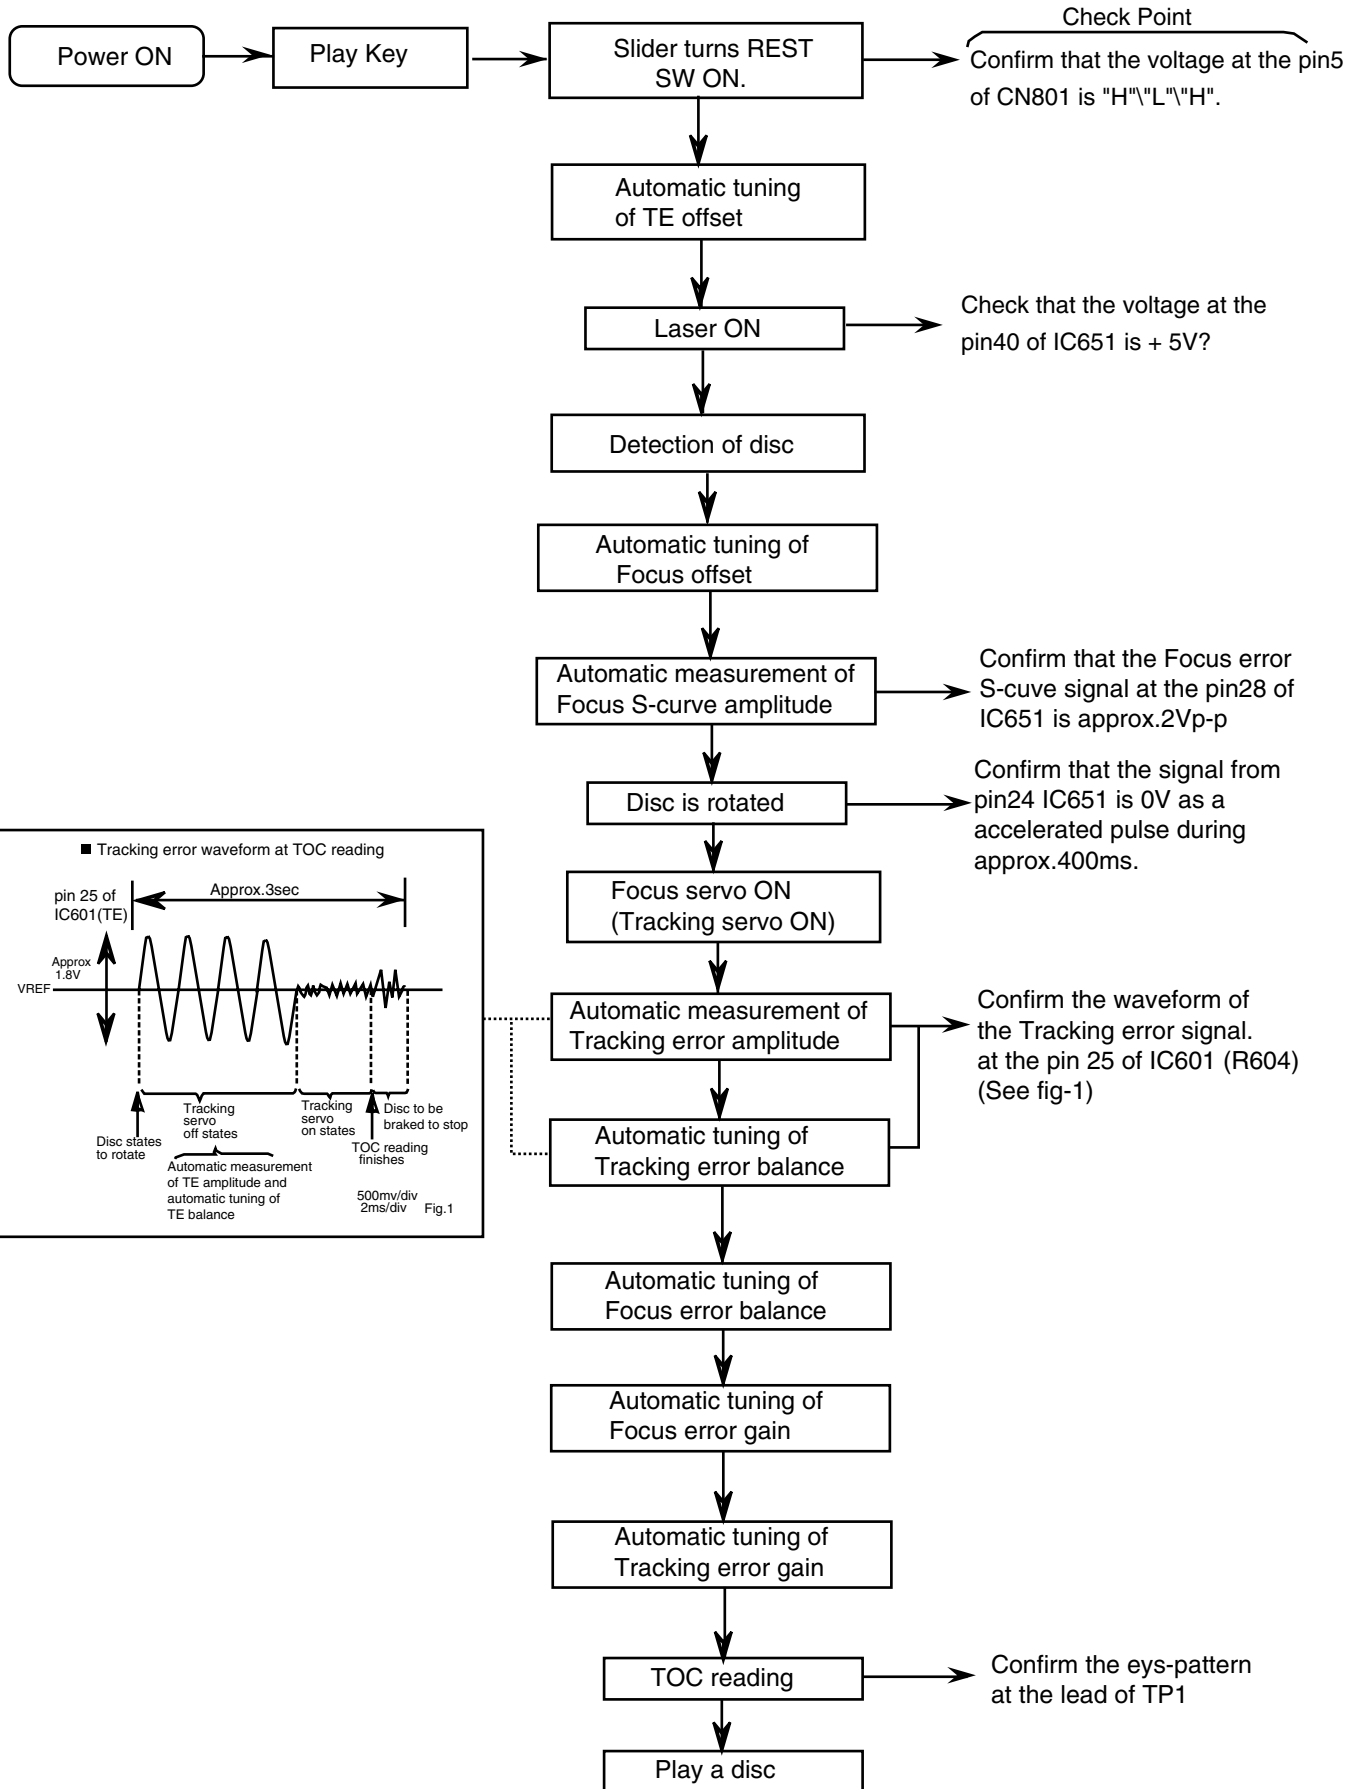 Check Point
Power ON
Play Key
Slider turns REST
SW ON.
Confirm that the voltage at the pin5
of CN801 is "H"\"L"\"H".
Automatic tuning
of TE offset
Laser ON
Check that the voltage at the
pin40 of IC651 is + 5V?
Detection of disc
Automatic tuning of
Focus offset
Automatic measurement of
Focus S-curve amplitude
Confirm that the Focus error
S-cuve signal at the pin28 of
IC651 is approx.2Vp-p
Disc is rotated
Confirm that the signal from
pin24 IC651 is 0V as a
accelerated pulse during
approx.400ms.
Focus servo ON
(Tracking servo ON)
■ Tracking error waveform at TOC reading
pin 25 of
IC601(TE)
Approx.3sec
Approx
1.8V
VREF
Disc states
to rotate
Tracking
servo
off states
Tracking
servo
on states
Disc to be
braked to stop
TOC reading
finishes
Automatic measurement
of TE amplitude and
automatic tuning of
TE balance
500mv/div
2ms/div
Fig.1
Automatic measurement of
Tracking error amplitude
Confirm the waveform of
the Tracking error signal.
at the pin 25 of IC601 (R604)
(See fig-1)
Automatic tuning of
Tracking error balance
Automatic tuning of
Focus error balance
Automatic tuning of
Focus error gain
Automatic tuning of
Tracking error gain
TOC reading
Confirm the eys-pattern
at the lead of TP1
Play a disc